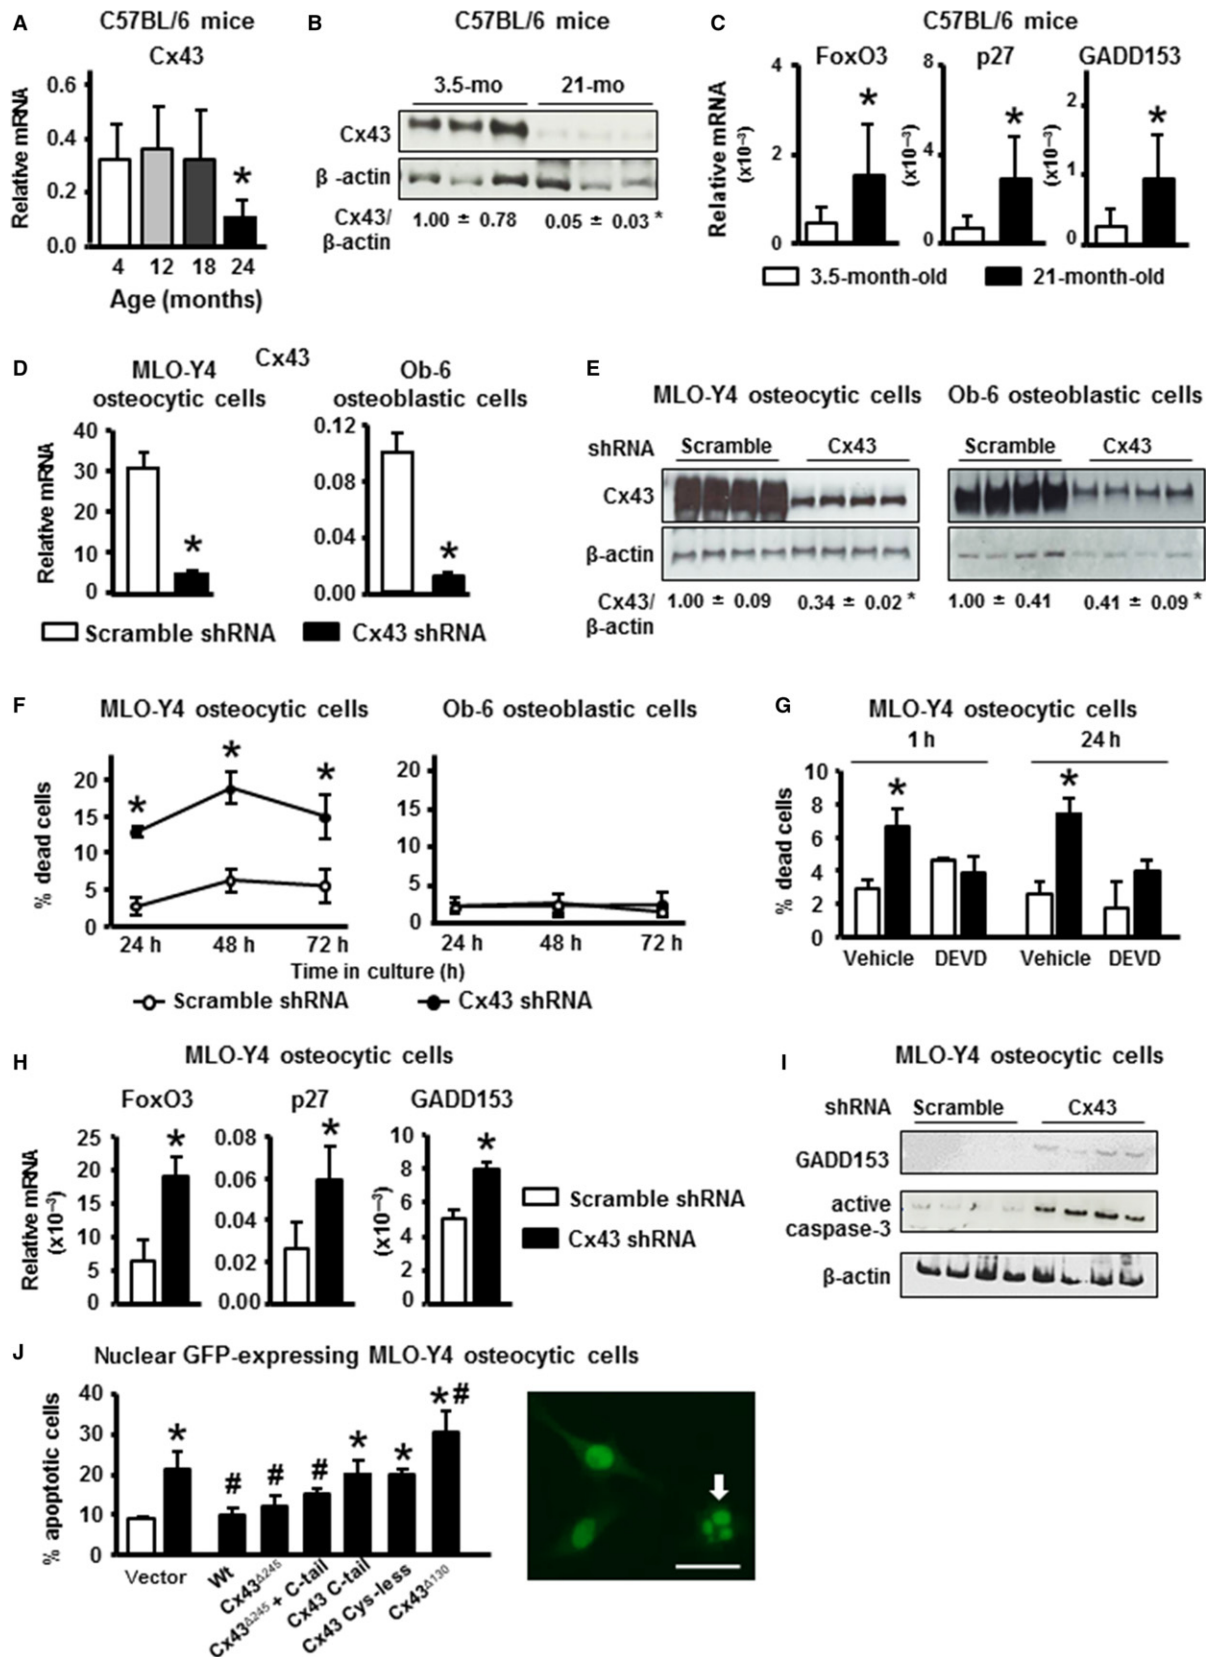 A
C57BL/6 mice
Cx43
Relative mRNA
0.6
0.4
0.2
0.0
*
4 12 18 24
Age (months)
B
C57BL/6 mice
3.5-mo 21-mo
Cx43
β -actin
Cx43/ 1.00 ± 0.78 0.05 ± 0.03 *
β-actin
C
C57BL/6 mice
FoxO3 p27 GADD153
Relative mRNA
(x10⁻³)
4
2
0
*
(x10⁻³)
8
4
0
*
(x10⁻³)
2
1
0
*
3.5-month-old 21-month-old
D
Cx43
MLO-Y4
osteocytic cells
Ob-6
osteoblastic cells
Relative mRNA
40
30
20
10
0
*
0.12
0.08
0.04
0.00
*
Scramble shRNA Cx43 shRNA
E
MLO-Y4 osteocytic cells Ob-6 osteoblastic cells
shRNA Scramble Cx43 Scramble Cx43
Cx43
β-actin
Cx43/ 1.00 ± 0.09 0.34 ± 0.02 * 1.00 ± 0.41 0.41 ± 0.09 *
β-actin
F
MLO-Y4 osteocytic cells Ob-6 osteoblastic cells
% dead cells
20
15
10
5
0
* * *
24 h 48 h 72 h
20
15
10
5
0
24 h 48 h 72 h
Time in culture (h)
Scramble shRNA Cx43 shRNA
G
MLO-Y4 osteocytic cells
1 h 24 h
% dead cells
10
8
6
4
2
0
* *
Vehicle DEVD Vehicle DEVD
H
MLO-Y4 osteocytic cells
FoxO3 p27 GADD153
Relative mRNA
(x10⁻³)
25
20
15
10
5
0
*
0.08
0.06
0.04
0.02
0.00
*
(x10⁻³)
10
8
6
4
2
0
*
Scramble shRNA
Cx43 shRNA
I
MLO-Y4 osteocytic cells
shRNA Scramble Cx43
GADD153
active
caspase-3
β-actin
J
Nuclear GFP-expressing MLO-Y4 osteocytic cells
% apoptotic cells
40
30
20
10
0
* # # # * * *#
Vector
Wt
Cx43Δ245
Cx43Δ245 + C-tail
Cx43 C-tail
Cx43 Cys-less
Cx43Δ130